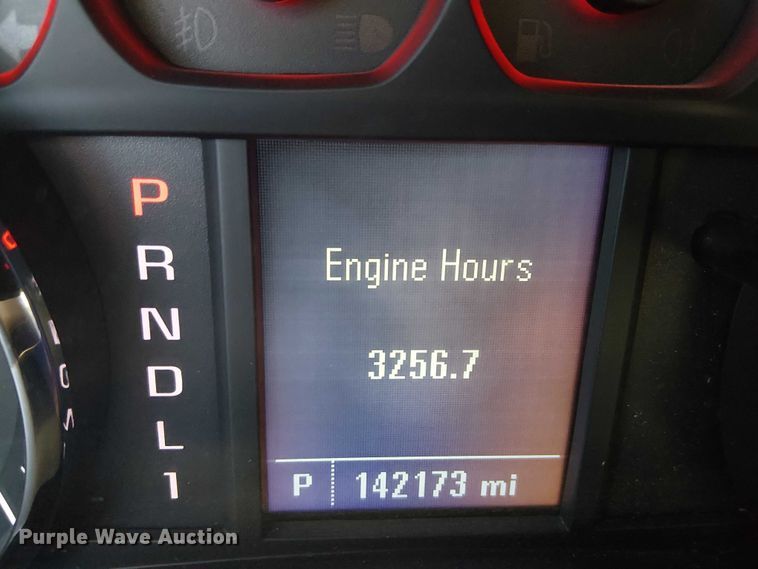 P
R
N
D
L
1
Engine Hours
3256.7
P 142173 mi
Purple Wave Auction